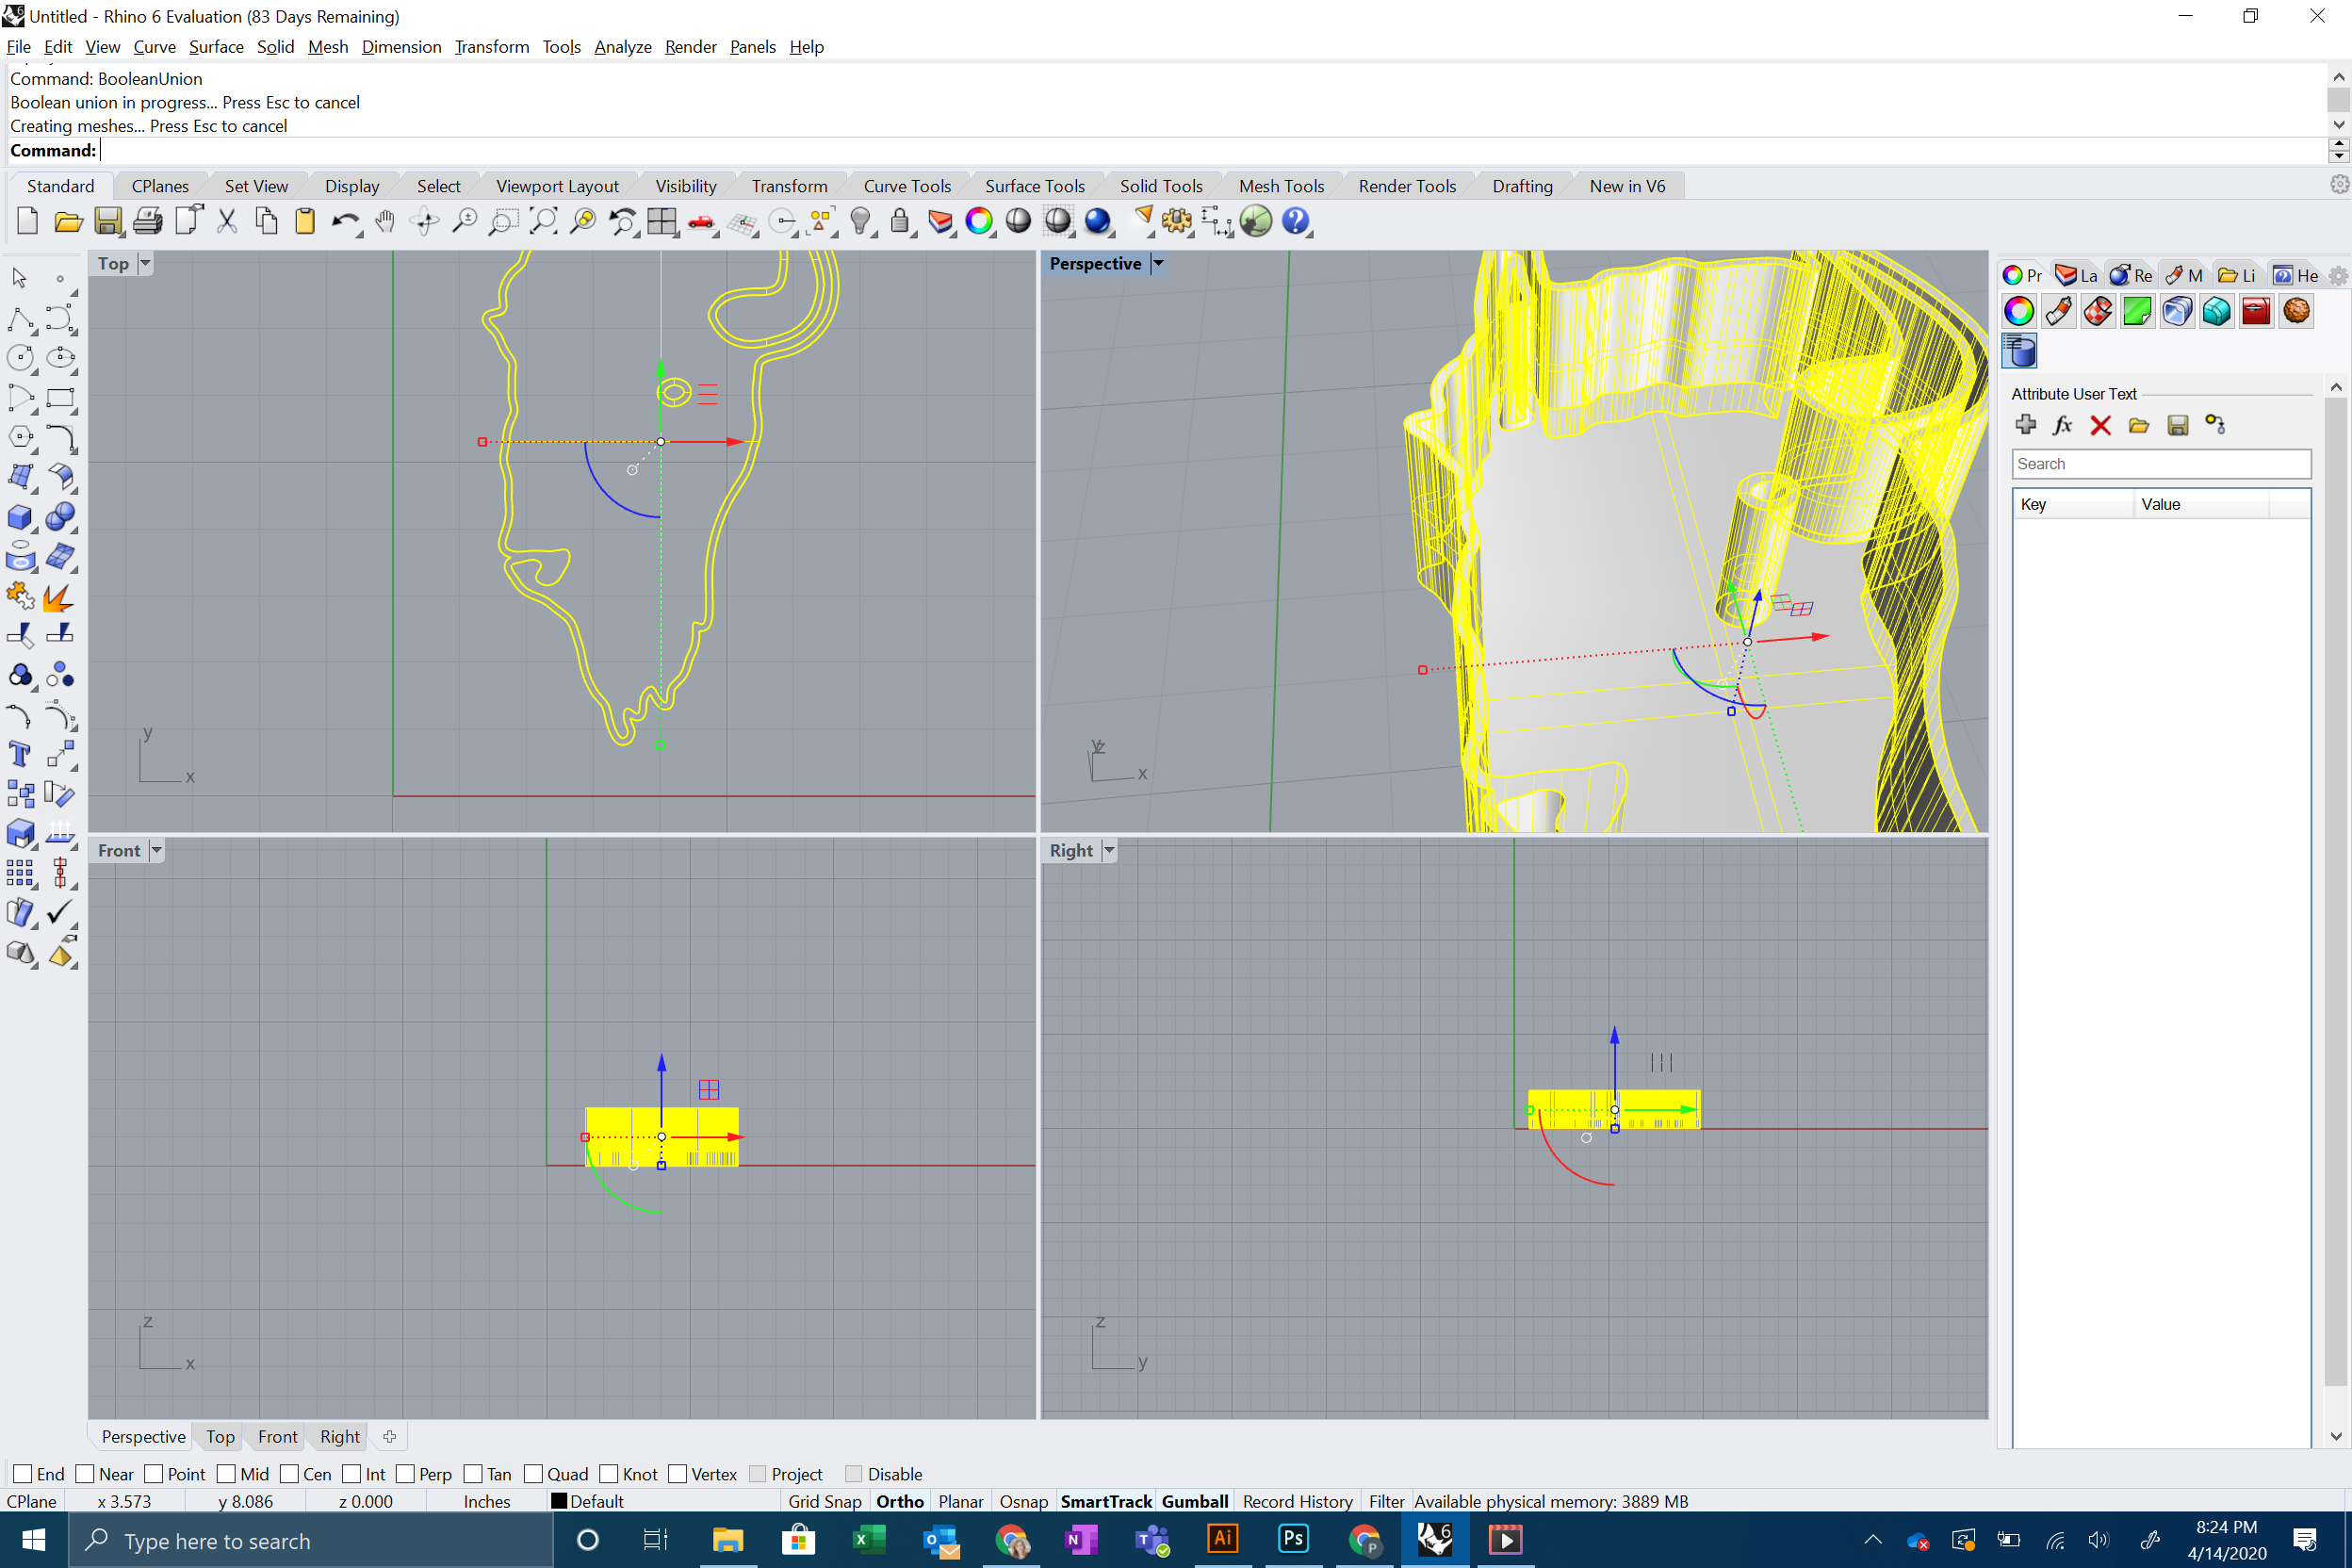 Untitled - Rhino 6 Evaluation (83 Days Remaining)
File Edit View Curve Surface Solid Mesh Dimension Transform Tools Analyze Render Panels Help
Command: BooleanUnion
Boolean union in progress... Press Esc to cancel
Creating meshes... Press Esc to cancel
Command:
Standard CPlanes Set View Display Select Viewport Layout Visibility Transform Curve Tools Surface Tools Solid Tools Mesh Tools Render Tools Drafting New in V6
Top
Perspective
Pr La Re M Li He
Attribute User Text
Search
Key Value
y
x
x
Front
Right
z
x
z
y
Perspective Top Front Right
End Near Point Mid Cen Int Perp Tan Quad Knot Vertex Project Disable
CPlane x 3.573 y 8.086 z 0.000 Inches Default Grid Snap Ortho Planar Osnap SmartTrack Gumball Record History Filter Available physical memory: 3889 MB
Type here to search
Ai
Ps
P
6
8:24 PM
4/14/2020